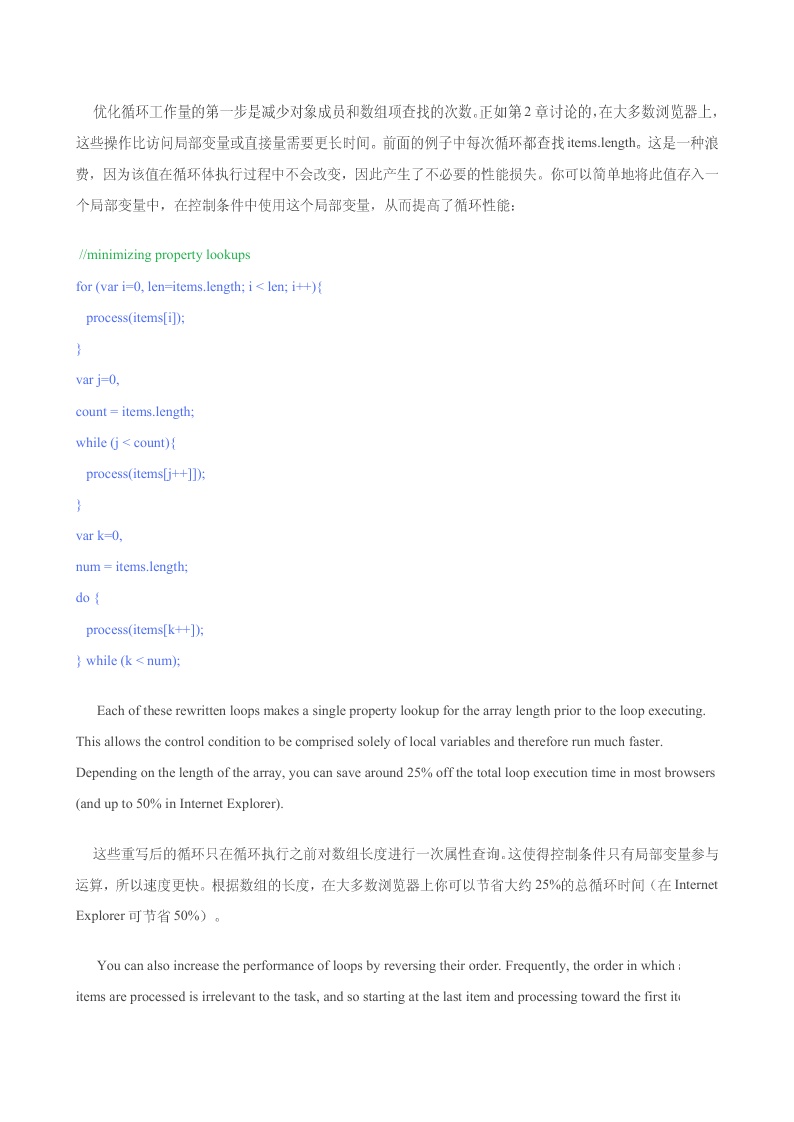 优化循环工作量的第一步是减少对象成员和数组项查找的次数。正如第 2 章讨论的，在大多数浏览器上，
这些操作比访问局部变量或直接量需要更长时间。前面的例子中每次循环都查找 items.length。这是一种浪
费，因为该值在循环体执行过程中不会改变，因此产生了不必要的性能损失。你可以简单地将此值存入一
个局部变量中，在控制条件中使用这个局部变量，从而提高了循环性能：
//minimizing property lookups
for (var i=0, len=items.length; i < len; i++){
process(items[i]);
}
var j=0,
count = items.length;
while (j < count){
process(items[j++]]);
}
var k=0,
num = items.length;
do {
process(items[k++]);
} while (k < num);
Each of these rewritten loops makes a single property lookup for the array length prior to the loop executing.
This allows the control condition to be comprised solely of local variables and therefore run much faster.
Depending on the length of the array, you can save around 25% off the total loop execution time in most browsers
(and up to 50% in Internet Explorer).
这些重写后的循环只在循环执行之前对数组长度进行一次属性查询。这使得控制条件只有局部变量参与
运算，所以速度更快。根据数组的长度，在大多数浏览器上你可以节省大约 25%的总循环时间（在 Internet
Explorer 可节省 50%）。
You can also increase the performance of loops by reversing their order. Frequently, the order in which
items are processed is irrelevant to the task, and so starting at the last item and processing toward the first